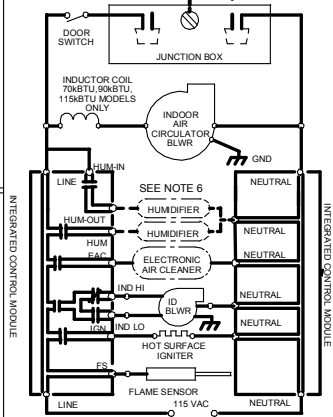 DOOR
SWITCH
JUNCTION BOX
INDUCTOR COIL
70kBTU,90kBTU,
115kBTU MODELS
ONLY
INDOOR
AIR
CIRCULATOR
BLWR
GND
HUM-IN
LINE
SEE NOTE 6
NEUTRAL
HUMIDIFIER
HUM-OUT
HUMIDIFIER
NEUTRAL
HUM
EAC
ELECTRONIC
AIR CLEANER
NEUTRAL
IND HI
ID
BLWR
NEUTRAL
IGN
IND LO
NEUTRAL
HOT SURFACE
IGNITER
FS
FLAME SENSOR
LINE
115 VAC
NEUTRAL
INTEGRATED CONTROL MODULE
INTEGRATED CONTROL MODULE